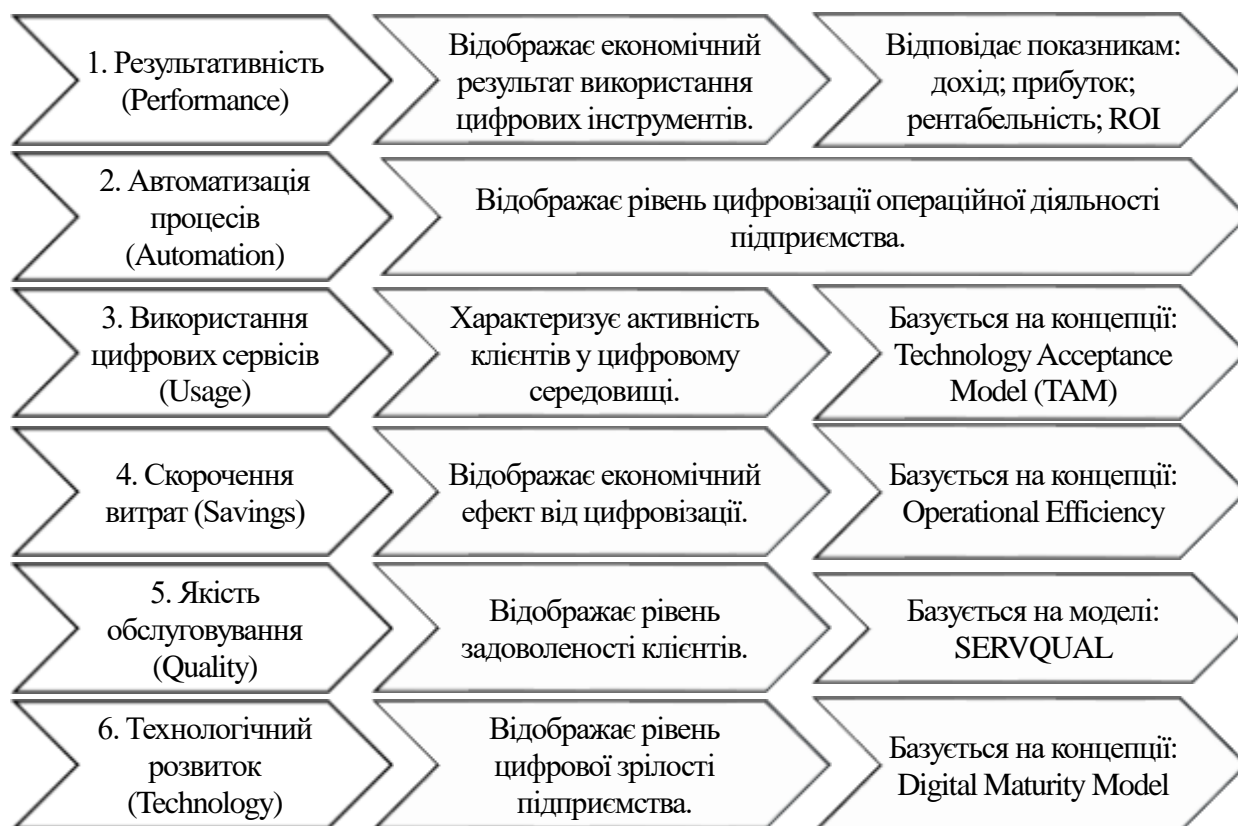 1. Результативність
(Performance)
Відображає економічний
результат використання
цифрових інструментів.
Відповідає показникам:
дохід; прибуток;
рентабельність; ROI
2. Автоматизація
процесів
(Automation)
Відображає рівень цифровізації операційної діяльності
підприємства.
3. Використання
цифрових сервісів
(Usage)
Характеризує активність
клієнтів у цифровому
середовищі.
Базується на концепції:
Technology Acceptance
Model (TAM)
4. Скорочення
витрат (Savings)
Відображає економічний
ефект від цифровізації.
Базується на концепції:
Operational Efficiency
5. Якість
обслуговування
(Quality)
Відображає рівень
задоволеності клієнтів.
Базується на моделі:
SERVQUAL
6. Технологічний
розвиток
(Technology)
Відображає рівень
цифрової зрілості
підприємства.
Базується на концепції:
Digital Maturity Model